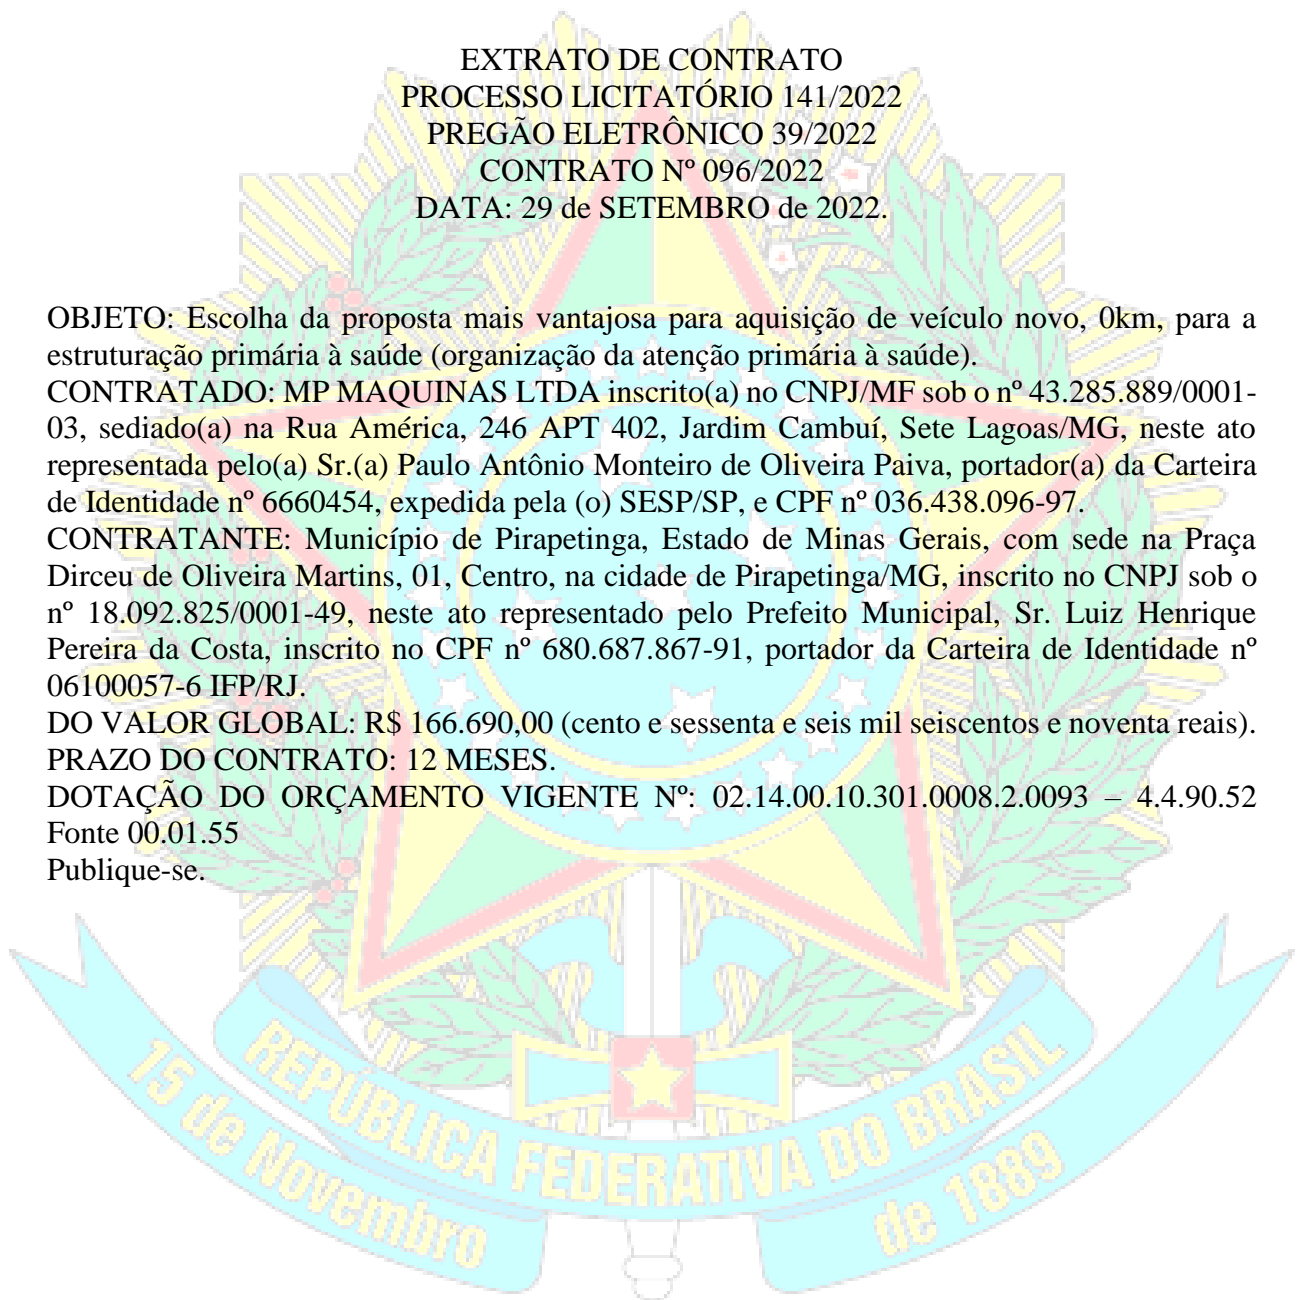 EXTRATO DE CONTRATO
PROCESSO LICITATÓRIO 141/2022
PREGÃO ELETRÔNICO 39/2022
CONTRATO Nº 096/2022
DATA: 29 de SETEMBRO de 2022.
OBJETO: Escolha da proposta mais vantajosa para aquisição de veículo novo, 0km, para a
estruturação primária à saúde (organização da atenção primária à saúde).
CONTRATADO: MP MAQUINAS LTDA inscrito(a) no CNPJ/MF sob o nº 43.285.889/0001-
03, sediado(a) na Rua América, 246 APT 402, Jardim Cambuí, Sete Lagoas/MG, neste ato
representada pelo(a) Sr.(a) Paulo Antônio Monteiro de Oliveira Paiva, portador(a) da Carteira
de Identidade nº 6660454, expedida pela (o) SESP/SP, e CPF nº 036.438.096-97.
CONTRATANTE: Município de Pirapetinga, Estado de Minas Gerais, com sede na Praça
Dirceu de Oliveira Martins, 01, Centro, na cidade de Pirapetinga/MG, inscrito no CNPJ sob o
nº 18.092.825/0001-49, neste ato representado pelo Prefeito Municipal, Sr. Luiz Henrique
Pereira da Costa, inscrito no CPF nº 680.687.867-91, portador da Carteira de Identidade nº
06100057-6 IFP/RJ.
DO VALOR GLOBAL: R$ 166.690,00 (cento e sessenta e seis mil seiscentos e noventa reais).
PRAZO DO CONTRATO: 12 MESES.
DOTAÇÃO DO ORÇAMENTO VIGENTE Nº: 02.14.00.10.301.0008.2.0093 – 4.4.90.52
Fonte 00.01.55
Publique-se.
REPÚBLICA FEDERATIVA DO BRASIL
15 de Novembro
de 1889